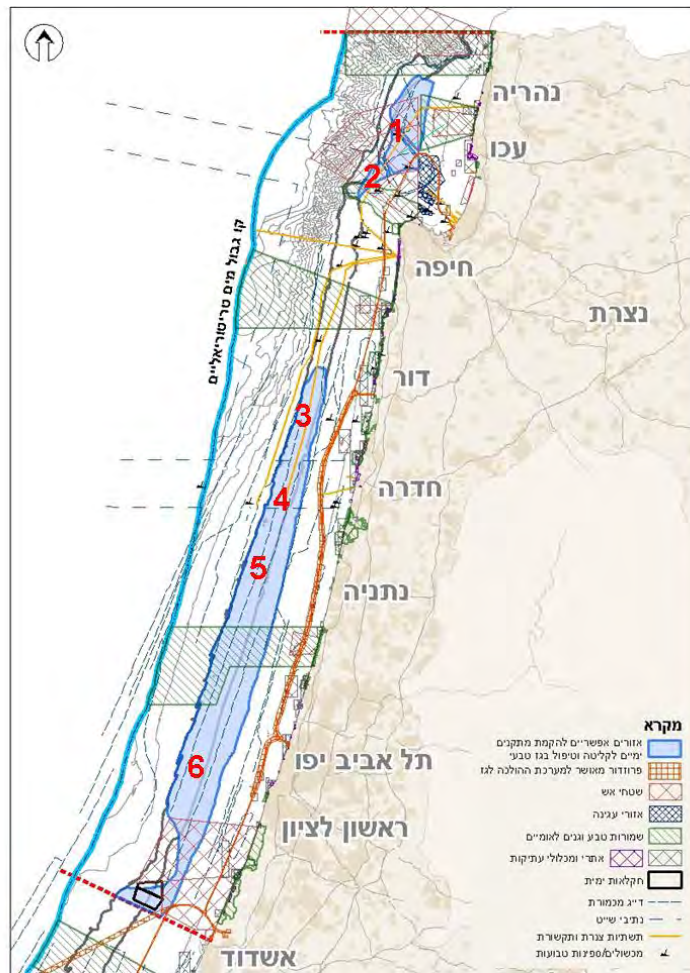 נהריה
עכו
1
2
חיפה
קו גבול מים טריטוריאליים
נצרת
דור
3
חדרה
4
5
נתניה
תל אביב יפו
6
ראשון לציון
אשדוד
מקרא
אזורים אפשריים להקמת מתקנים
ימיים לקליטה וטיפול בגז טבעי
פרוזדור מאושר למערכת ההולכה לגז
שטחי אש
אזורי עגינה
שמורות טבע וגנים לאומיים
אתרי ומכלולי עתיקות
חקלאות ימית
דייג מכמורת
נתיבי שייט
תשתיות צנרת ותקשורת
מכשולים/ספינות טבועות